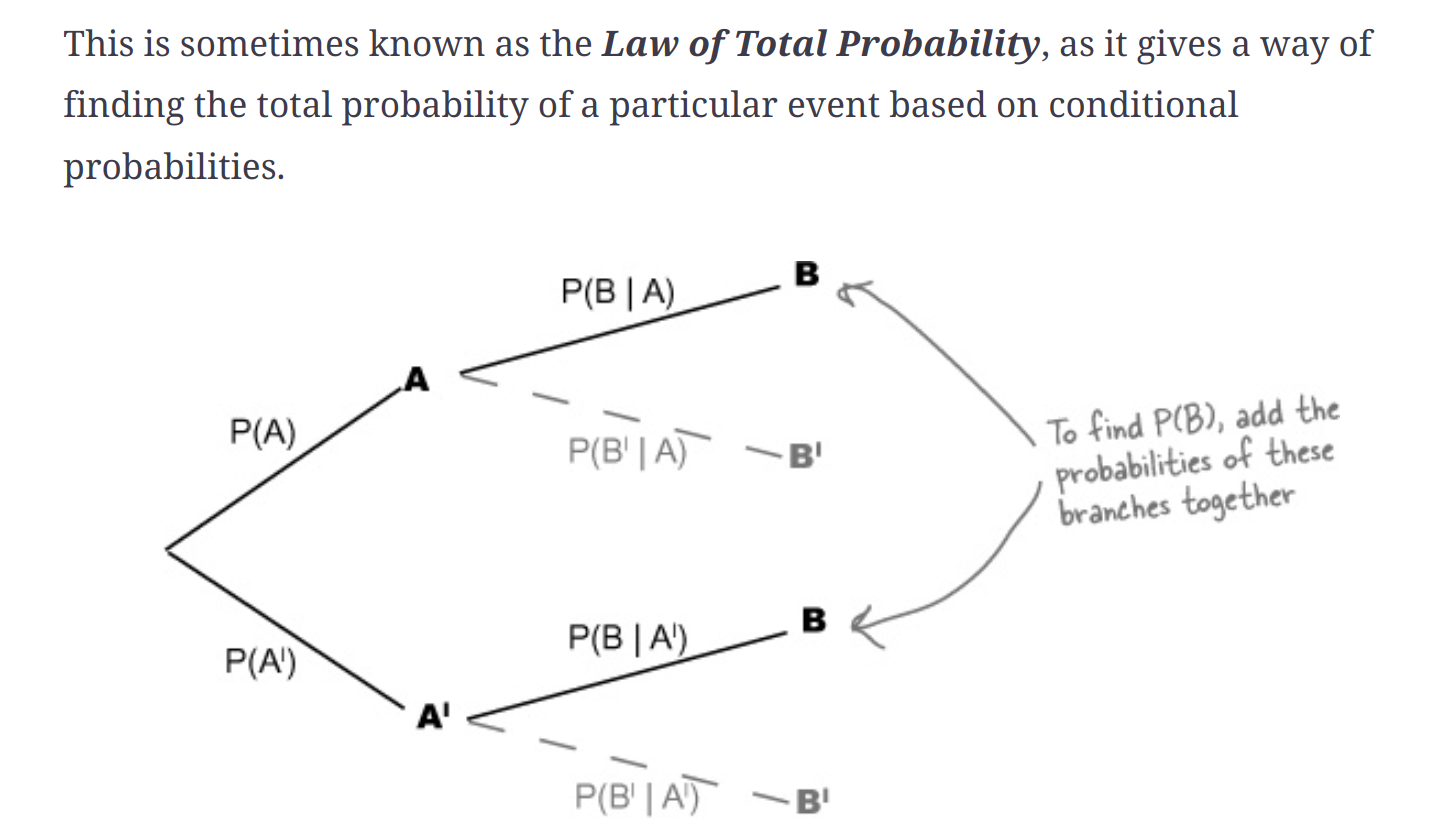 This is sometimes known as the Law of Total Probability, as it gives a way of
finding the total probability of a particular event based on conditional
probabilities.
B
P(B | A)
A
P(A)
P(B' | A)
B'
To find P(B), add the
probabilities of these
branches together
B
P(B | A')
P(A')
A'
P(B' | A')
B'